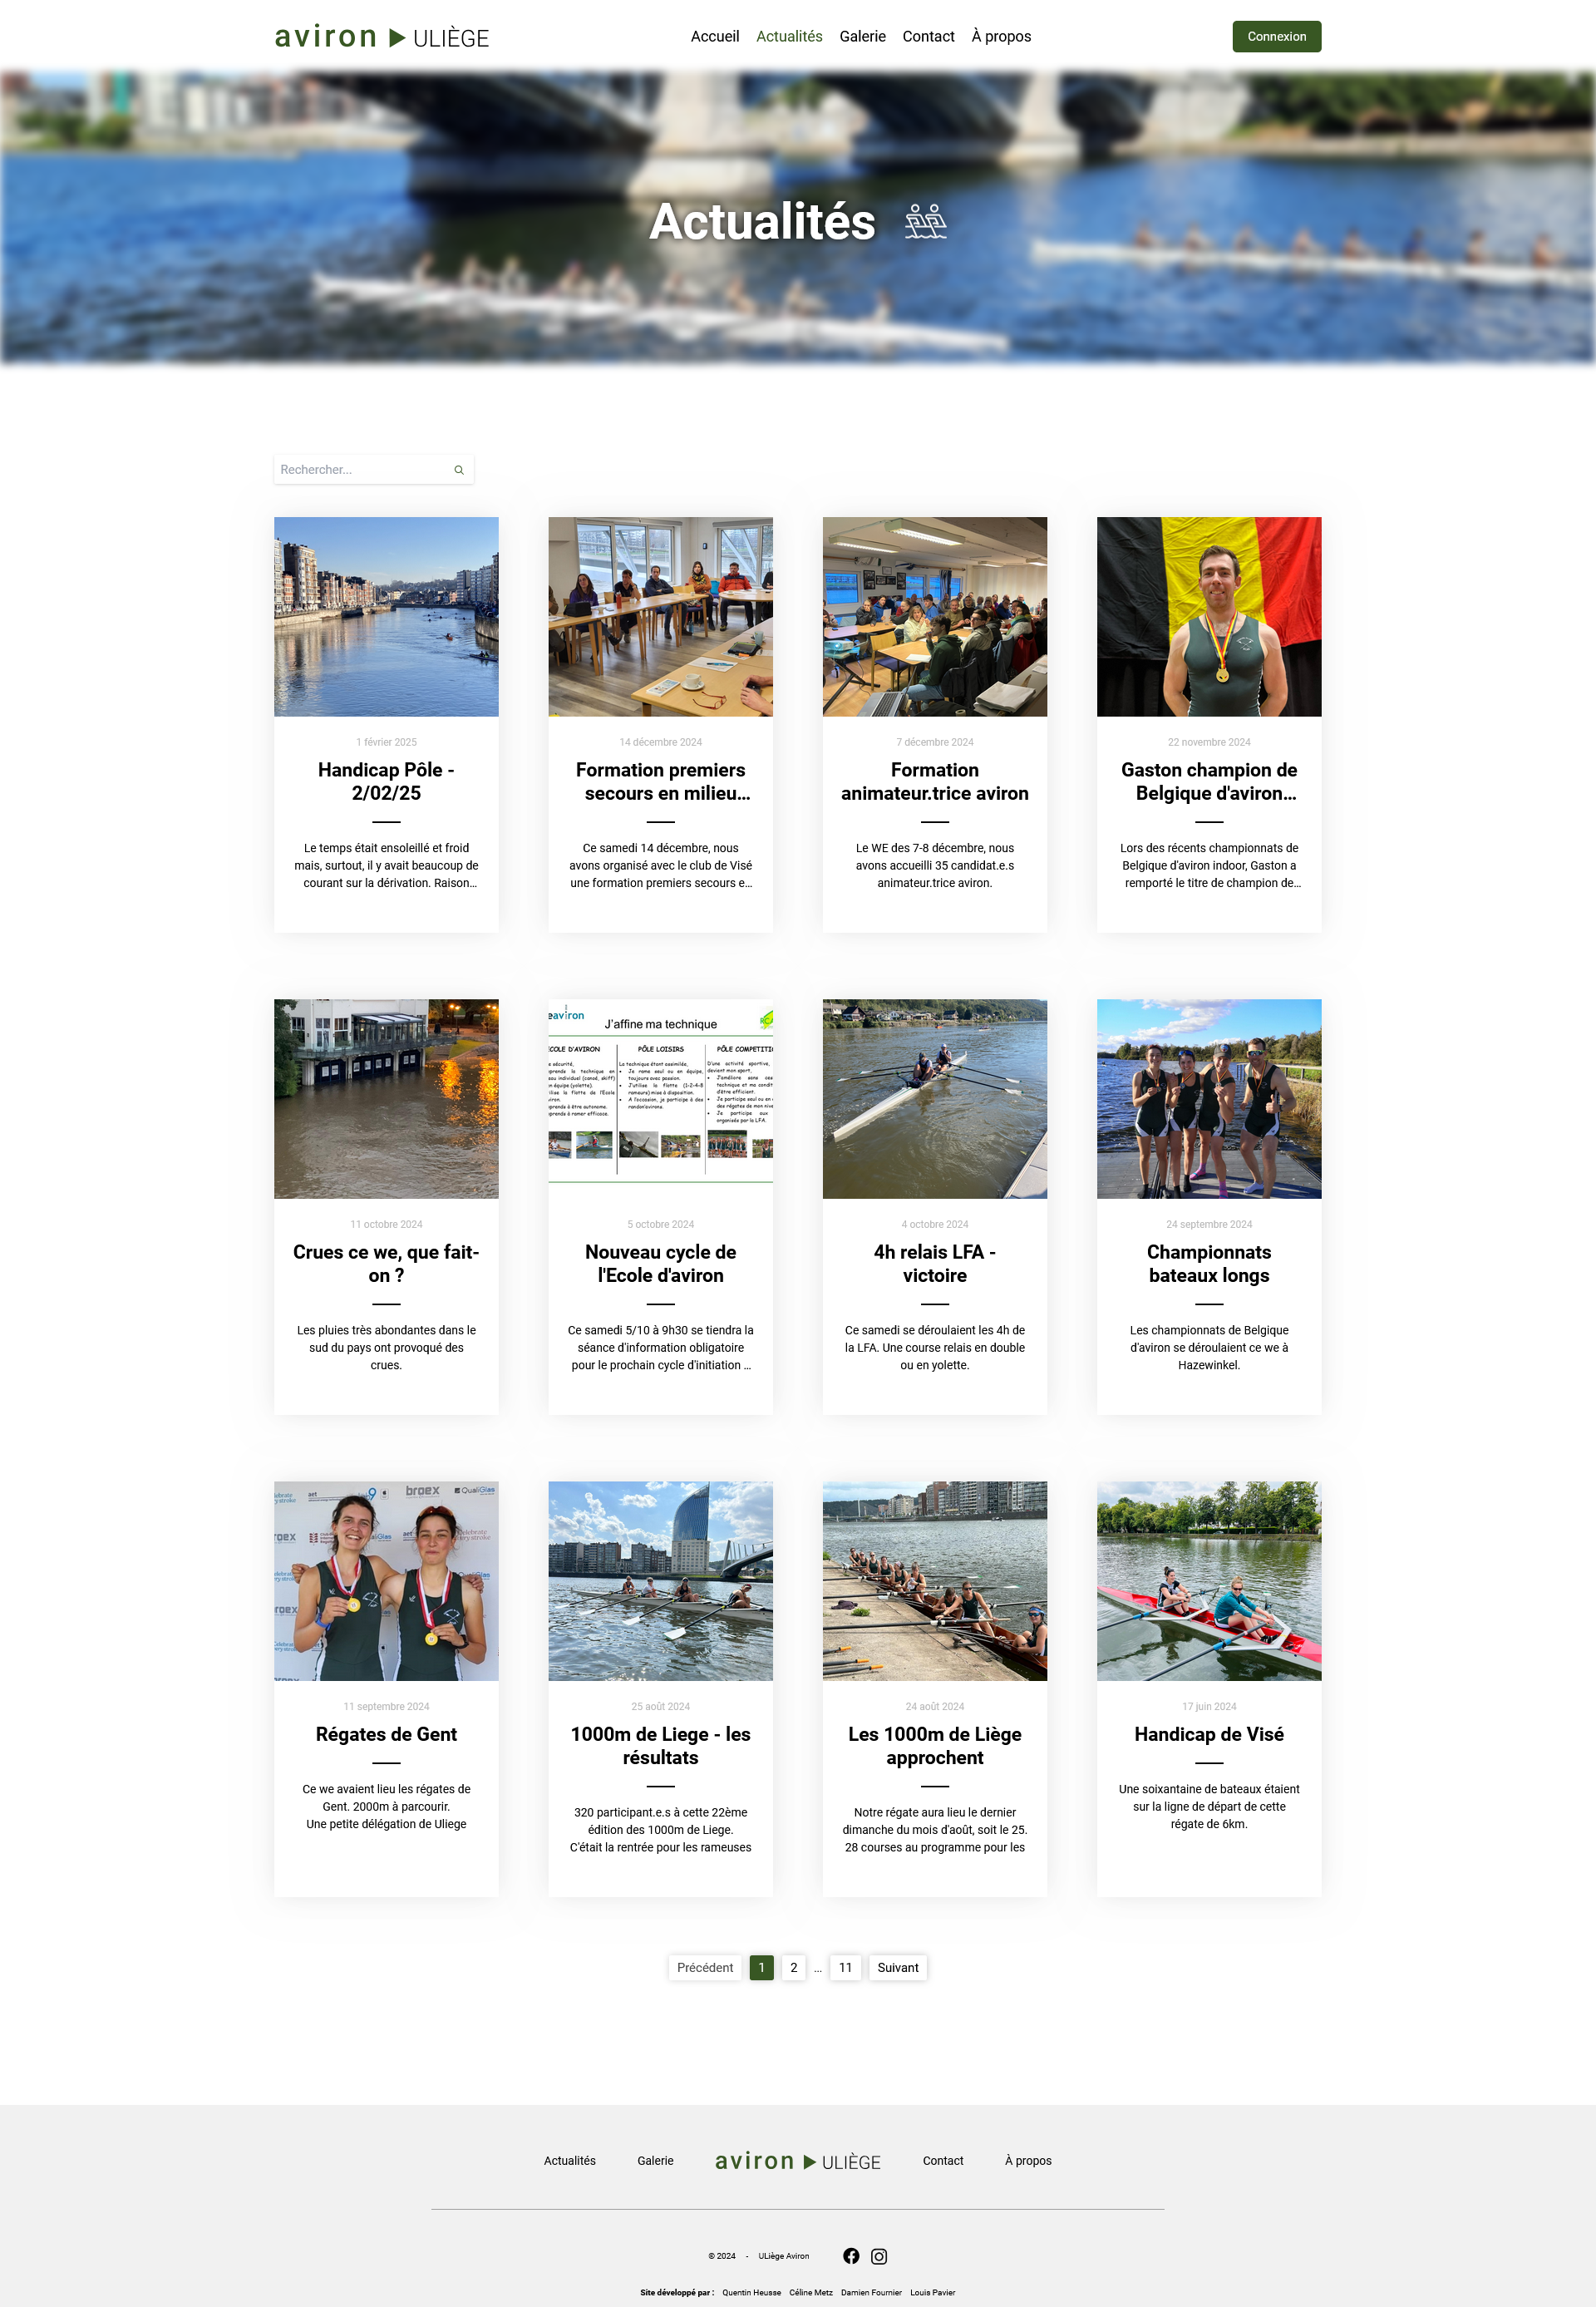 aviron ULIÈGE
Accueil Actualités Galerie Contact À propos
Connexion
Actualités
Rechercher...
1 février 2025
Handicap Pôle -
2/02/25
Le temps était ensoleillé et froid
mais, surtout, il y avait beaucoup de
courant sur la dérivation. Raison...
14 décembre 2024
Formation premiers
secours en milieu...
Ce samedi 14 décembre, nous
avons organisé avec le club de Visé
une formation premiers secours e...
7 décembre 2024
Formation
animateur.trice aviron
Le WE des 7-8 décembre, nous
avons accueilli 35 candidat.e.s
animateur.trice aviron.
22 novembre 2024
Gaston champion de
Belgique d'aviron...
Lors des récents championnats de
Belgique d'aviron indoor, Gaston a
remporté le titre de champion de...
11 octobre 2024
Crues ce we, que fait-
on ?
Les pluies très abondantes dans le
sud du pays ont provoqué des
crues.
eaviron
J'affine ma technique
RCA
COLE D'AVIRON
PÔLE LOISIRS
PÔLE COMPETITI
5 octobre 2024
Nouveau cycle de
l'Ecole d'aviron
Ce samedi 5/10 à 9h30 se tiendra la
séance d'information obligatoire
pour le prochain cycle d'initiation ...
4 octobre 2024
4h relais LFA -
victoire
Ce samedi se déroulaient les 4h de
la LFA. Une course relais en double
ou en yolette.
24 septembre 2024
Championnats
bateaux longs
Les championnats de Belgique
d'aviron se déroulaient ce we à
Hazewinkel.
broex
QualiGlas
11 septembre 2024
Régates de Gent
Ce we avaient lieu les régates de
Gent. 2000m à parcourir.
Une petite délégation de Uliege
25 août 2024
1000m de Liege - les
résultats
320 participant.e.s à cette 22ème
édition des 1000m de Liege.
C'était la rentrée pour les rameuses
24 août 2024
Les 1000m de Liège
approchent
Notre régate aura lieu le dernier
dimanche du mois d'août, soit le 25.
28 courses au programme pour les
17 juin 2024
Handicap de Visé
Une soixantaine de bateaux étaient
sur la ligne de départ de cette
régate de 6km.
Précédent 1 2 ... 11 Suivant
Actualités Galerie aviron ULIÈGE Contact À propos
© 2024 - ULiège Aviron
Site développé par : Quentin Heusse Céline Metz Damien Fournier Louis Pavier